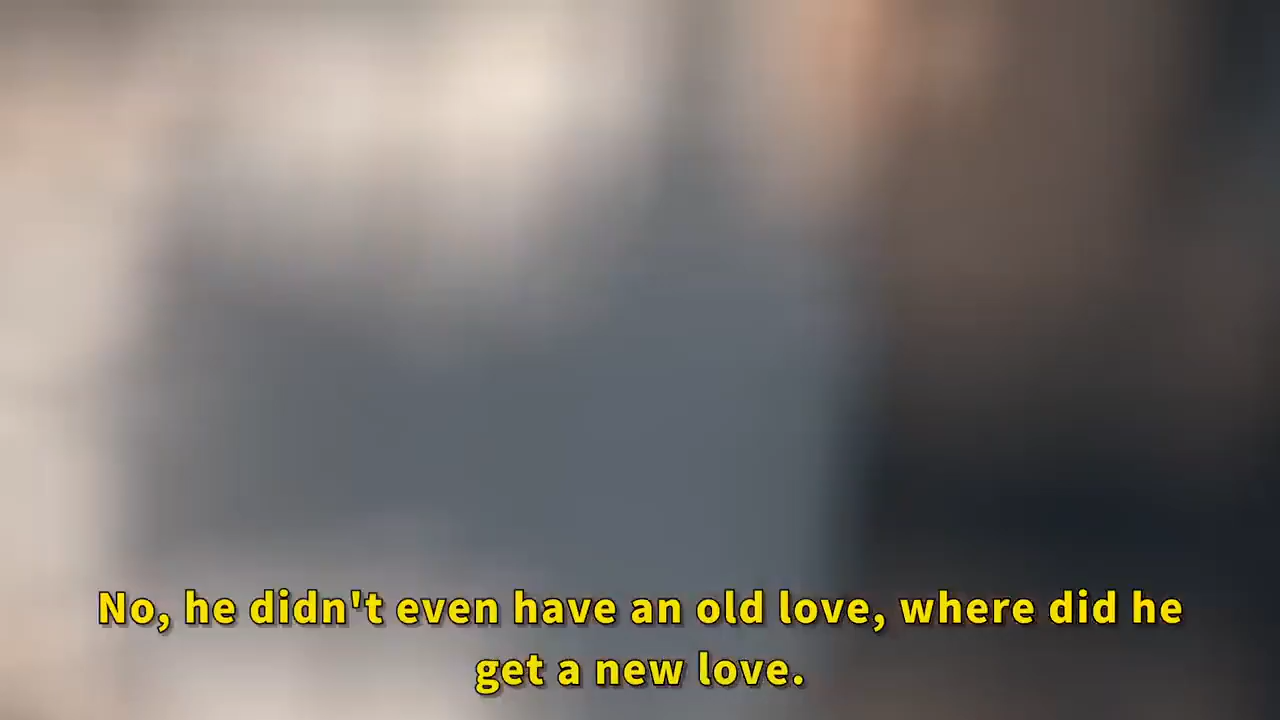 No, he didn't even have an old love, where did he
get a new love.